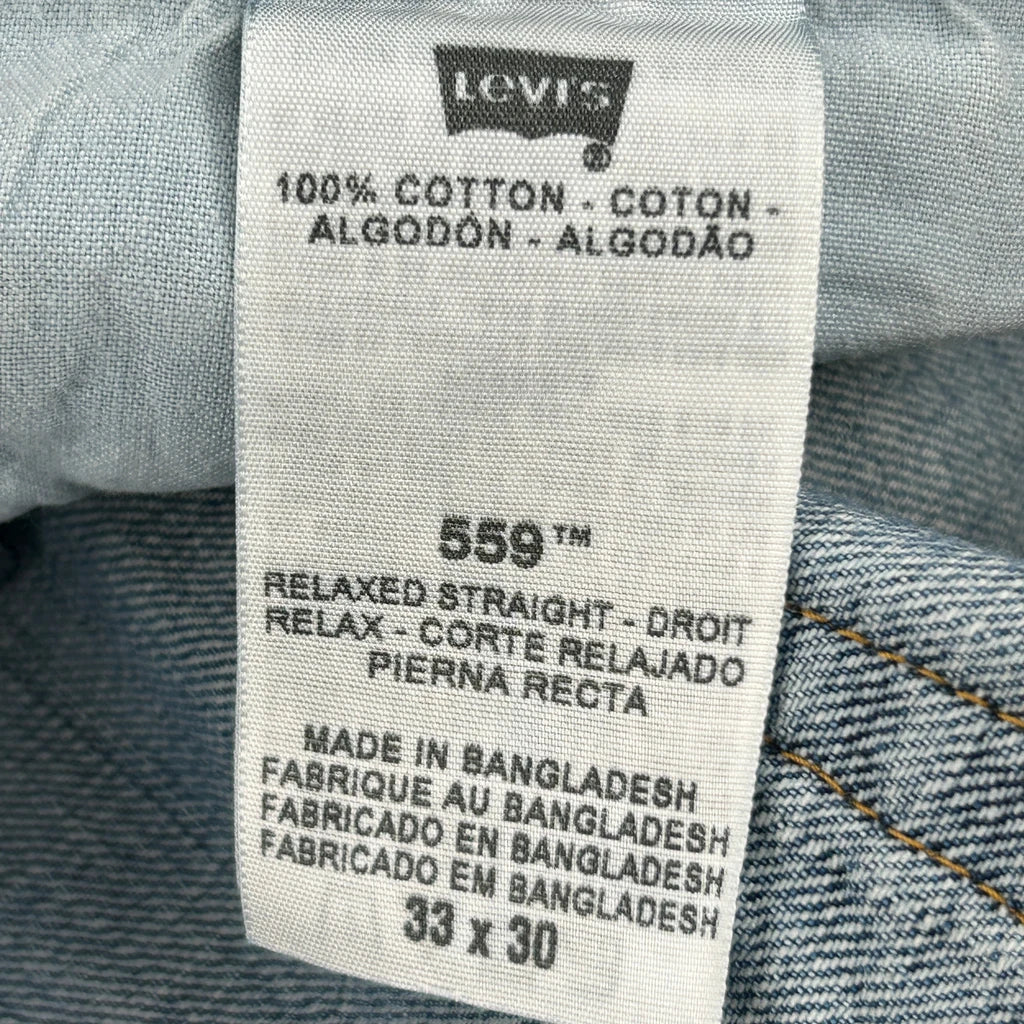 Levi's
®
100% COTTON - COTON -
ALGODÓN - ALGODÃO
559™
RELAXED STRAIGHT - DROIT
RELAX - CORTE RELAJADO
PIERNA RECTA
MADE IN BANGLADESH
FABRIQUE AU BANGLADESH
FABRICADO EN BANGLADESH
FABRICADO EM BANGLADESH
33 x 30